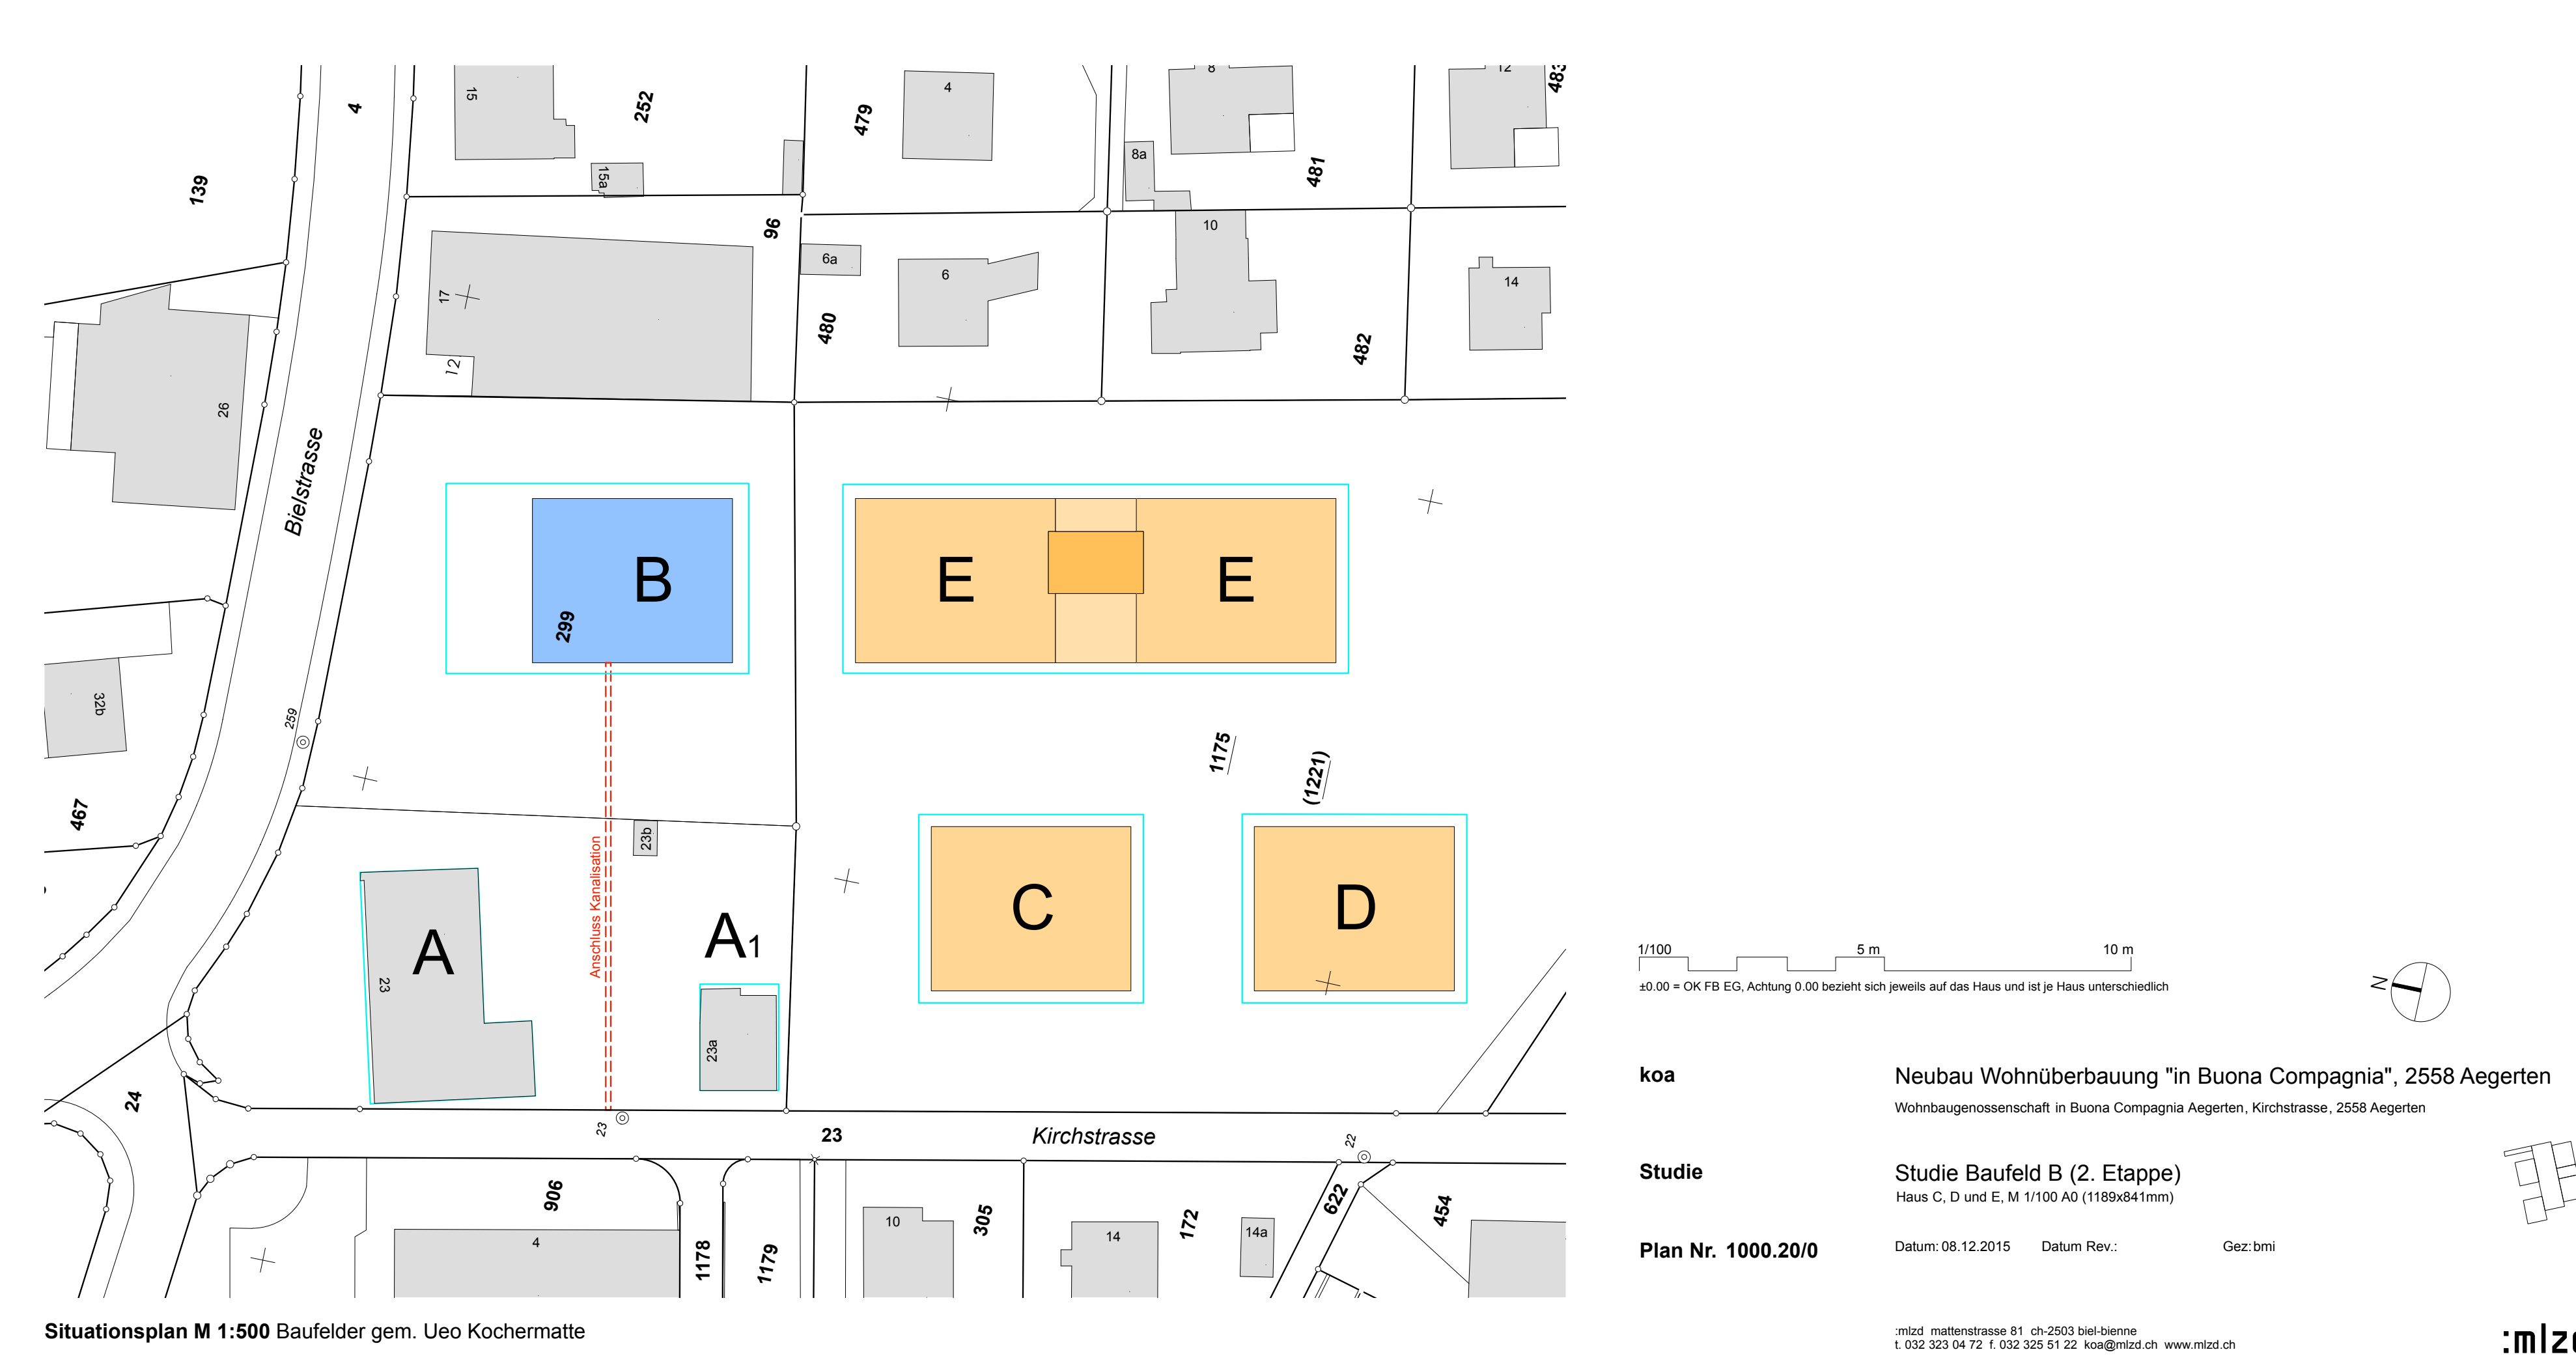 15
252
4
479
4
8
12
483
8a
481
139
15a
96
10
6a
6
14
17
480
482
12
26
Bielstrasse
B
E
E
299
32b
259
1175
(1221)
467
23b
Anschluss Kanalisation
A
A1
C
D
23
23a
24
23
23
Kirchstrasse
22
906
1178
1179
10
305
14
172
14a
622
454
4
Situationsplan M 1:500 Baufelder gem. Ueo Kochermatte
1/100 5 m 10 m
±0.00 = OK FB EG, Achtung 0.00 bezieht sich jeweils auf das Haus und ist je Haus unterschiedlich
N
koa
Neubau Wohnüberbauung "in Buona Compagnia", 2558 Aegerten
Wohnbaugenossenschaft in Buona Compagnia Aegerten, Kirchstrasse, 2558 Aegerten
Studie
Studie Baufeld B (2. Etappe)
Haus C, D und E, M 1/100 A0 (1189x841mm)
Plan Nr. 1000.20/0
Datum: 08.12.2015 Datum Rev.: Gez: bmi
:mlzd mattenstrasse 81 ch-2503 biel-bienne
t. 032 323 04 72 f. 032 325 51 22 koa@mlzd.ch www.mlzd.ch
:mlzd